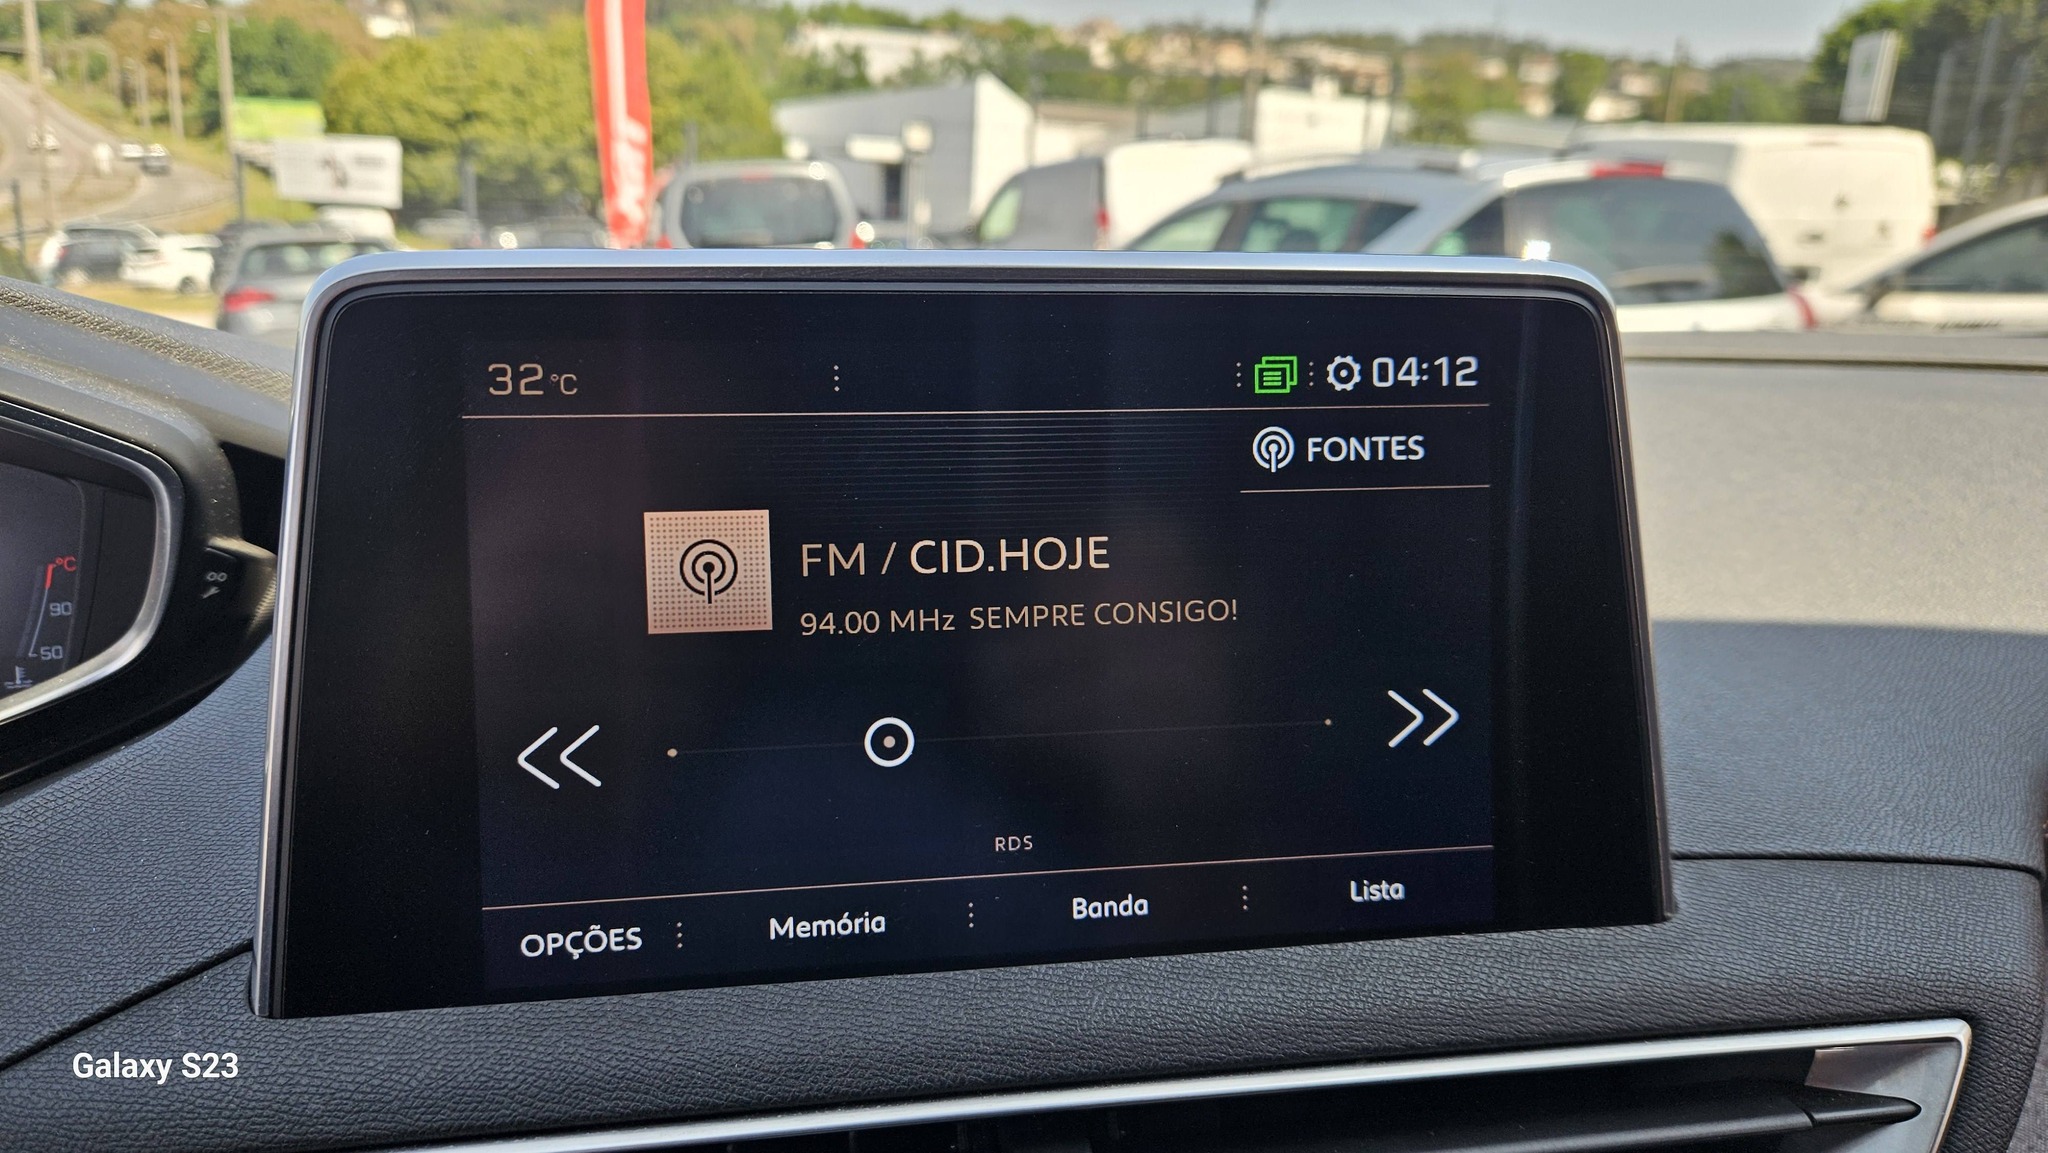 32°C
04:12
FONTES
FM / CID.HOJE
94.00 MHz SEMPRE CONSIGO!
RDS
OPÇÕES
Memória
Banda
Lista
°C
90
50
Galaxy S23